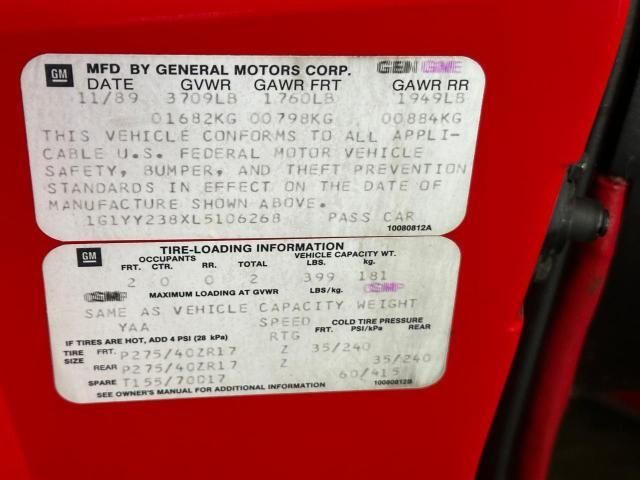 GM MFD BY GENERAL MOTORS CORP. GEN GME
DATE GVWR GAWR FRT GAWR RR
11/89 3709LB 1760LB 1949LB
01682KG 00798KG 00884KG
THIS VEHICLE CONFORMS TO ALL APPLI-
CABLE U.S. FEDERAL MOTOR VEHICLE
SAFETY, BUMPER, AND THEFT PREVENTION
STANDARDS IN EFFECT ON THE DATE OF
MANUFACTURE SHOWN ABOVE.
1G1YY238XL5106268 PASS CAR
10080812A
GM TIRE-LOADING INFORMATION
OCCUPANTS VEHICLE CAPACITY WT.
FRT. CTR. RR. TOTAL LBS. kg.
2 0 0 2 399 181
MAXIMUM LOADING AT GVWR LBS/kg.
SAME AS VEHICLE CAPACITY WEIGHT
YAA SPEED COLD TIRE PRESSURE
RTG FRT. PSI/kPa REAR
IF TIRES ARE HOT, ADD 4 PSI (28 kPa)
TIRE SIZE FRT. P275/40ZR17 Z 35/240
REAR P275/40ZR17 Z 35/240
SPARE T155/70D17 60/415
10080812B
SEE OWNER'S MANUAL FOR ADDITIONAL INFORMATION